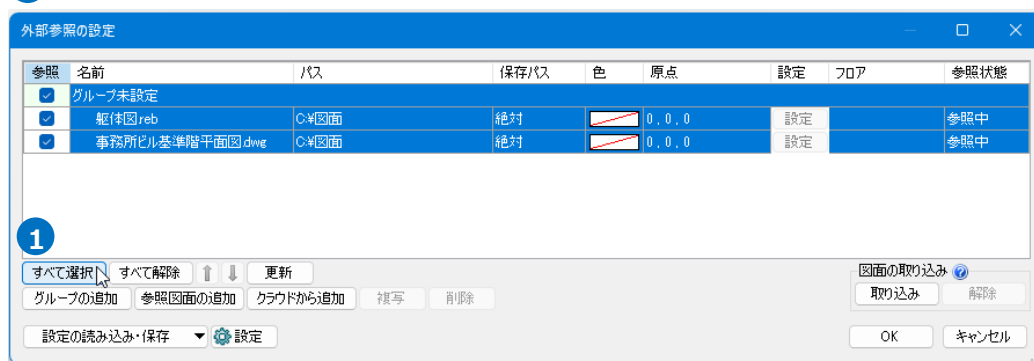 外部参照の設定
参照 名前 パス 保存パス 色 原点 設定 フロア 参照状態
グループ未設定
躯体図.reb C:¥図面 絶対 0, 0, 0 設定 参照中
事務所ビル基準階平面図.dwg C:¥図面 絶対 0, 0, 0 設定 参照中
1
すべて選択 すべて解除 ⬆ ⬇ 更新 図面の取り込み ?
グループの追加 参照図面の追加 クラウドから追加 複写 削除 取り込み 解除
設定の読み込み・保存 ▼ 設定 OK キャンセル